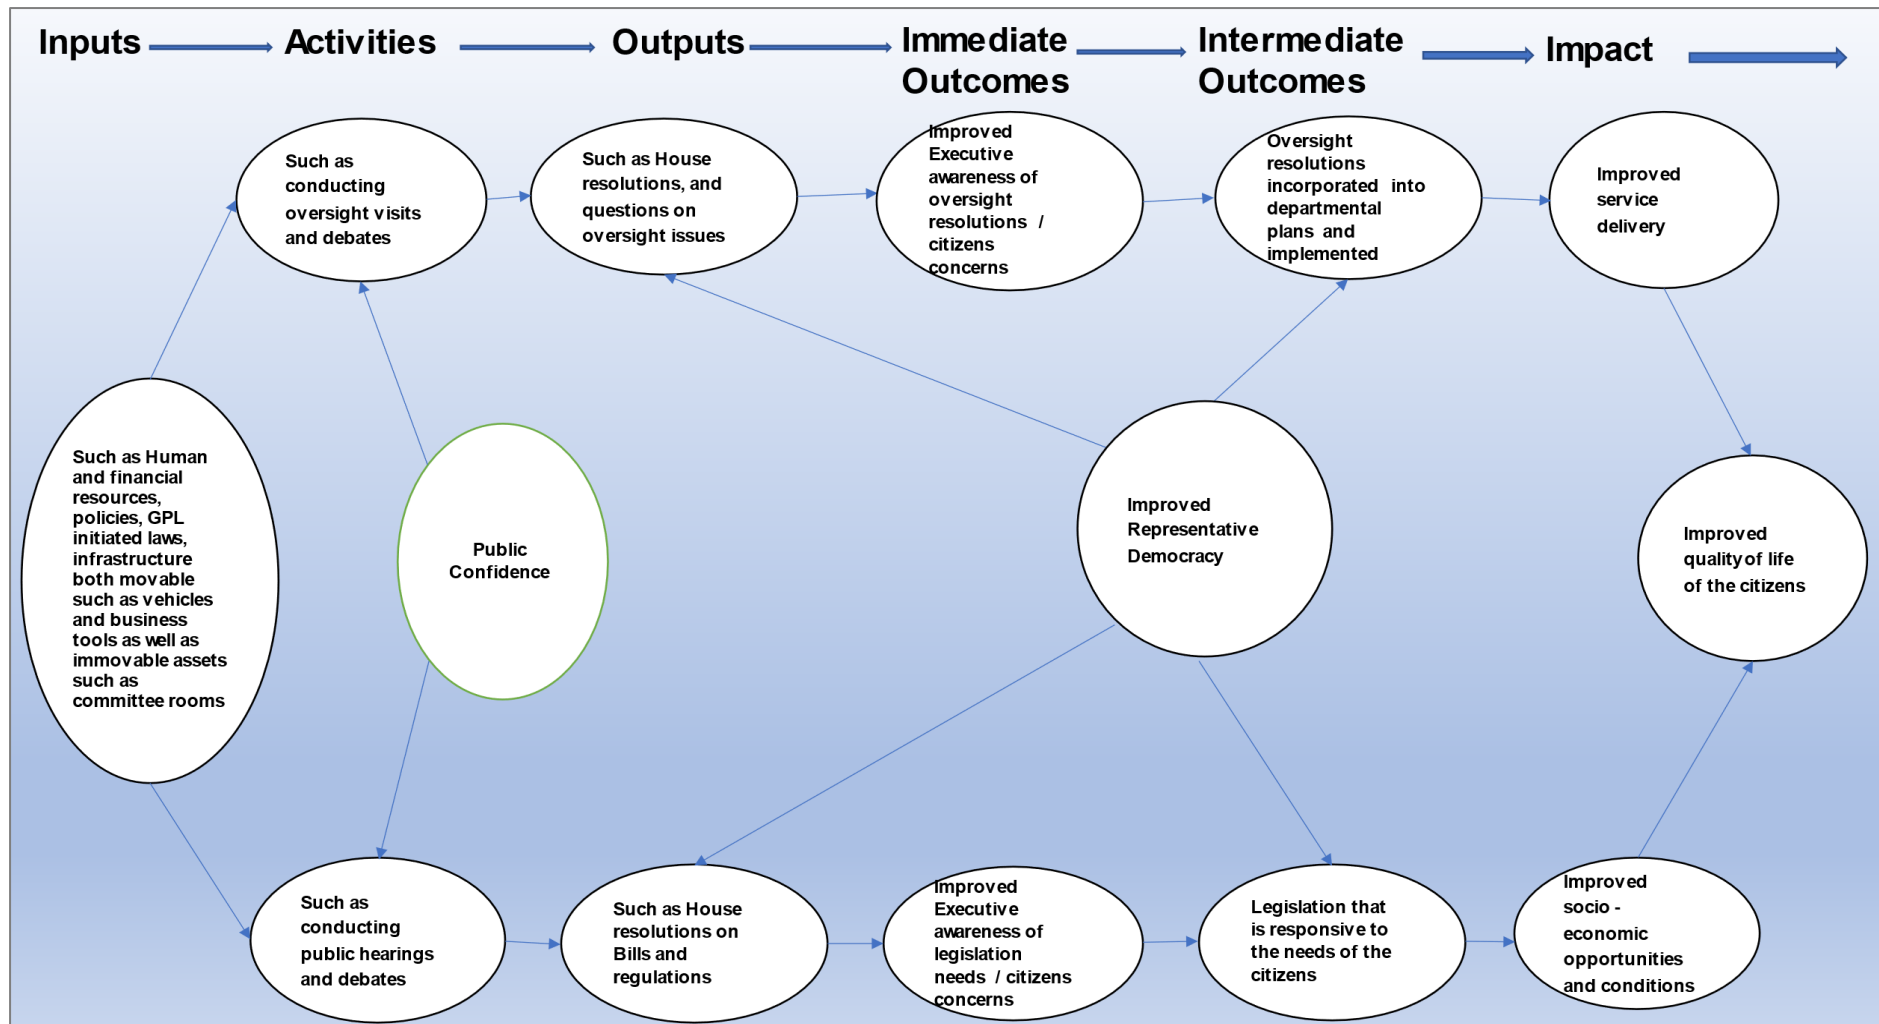 Inputs
Activities
Outputs
Immediate
Outcomes
Intermediate
Outcomes
Impact
Such as
conducting
oversight visits
and debates
Such as House
resolutions, and
questions on
oversight issues
Improved
Executive
awareness of
oversight
resolutions /
citizens
concerns
Oversight
resolutions
incorporated into
departmental
plans and
implemented
Improved
service
delivery
Such as Human
and financial
resources,
policies, GPL
initiated laws,
infrastructure
both movable
such as vehicles
and business
tools as well as
immovable assets
such as
committee rooms
Public
Confidence
Improved
Representative
Democracy
Improved
quality of life
of the citizens
Such as
conducting
public hearings
and debates
Such as House
resolutions on
Bills and
regulations
Improved
Executive
awareness of
legislation
needs / citizens
concerns
Legislation that
is responsive to
the needs of the
citizens
Improved
socio -
economic
opportunities
and conditions